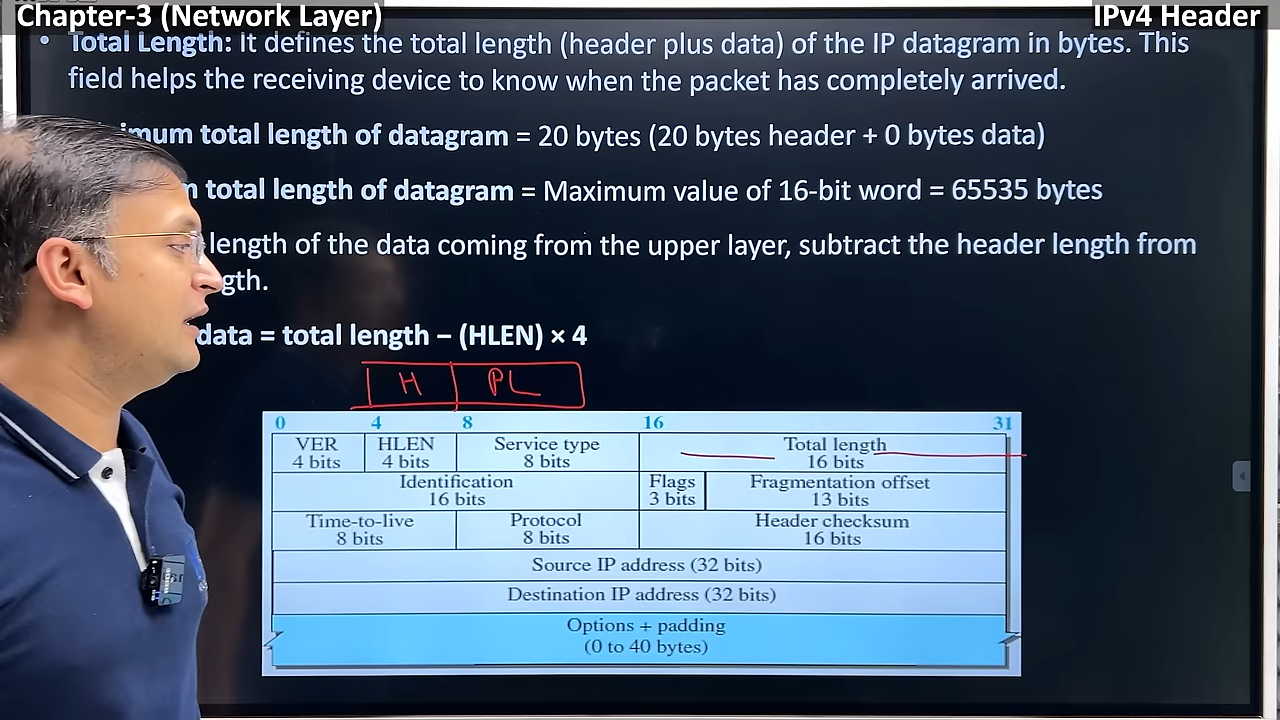 Chapter-3 (Network Layer)
IPv4 Header
• Total Length: It defines the total length (header plus data) of the IP datagram in bytes. This
field helps the receiving device to know when the packet has completely arrived.
total length of datagram = 20 bytes (20 bytes header + 0 bytes data)
total length of datagram = Maximum value of 16-bit word = 65535 bytes
length of the data coming from the upper layer, subtract the header length from
data = total length – (HLEN) × 4
H PL
0 4 8 16 31
VER HLEN Service type Total length
4 bits 4 bits 8 bits 16 bits
Identification Flags Fragmentation offset
16 bits 3 bits 13 bits
Time-to-live Protocol Header checksum
8 bits 8 bits 16 bits
Source IP address (32 bits)
Destination IP address (32 bits)
Options + padding
(0 to 40 bytes)